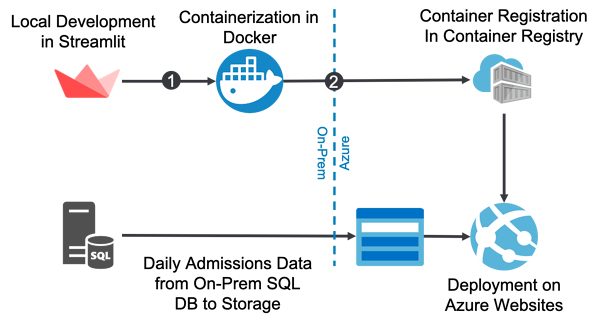 Local Development
in Streamlit
Containerization in
Docker
Container Registration
In Container Registry
1
2
On-Prem
Azure
SQL
Daily Admissions Data
from On-Prem SQL
DB to Storage
Deployment on
Azure Websites